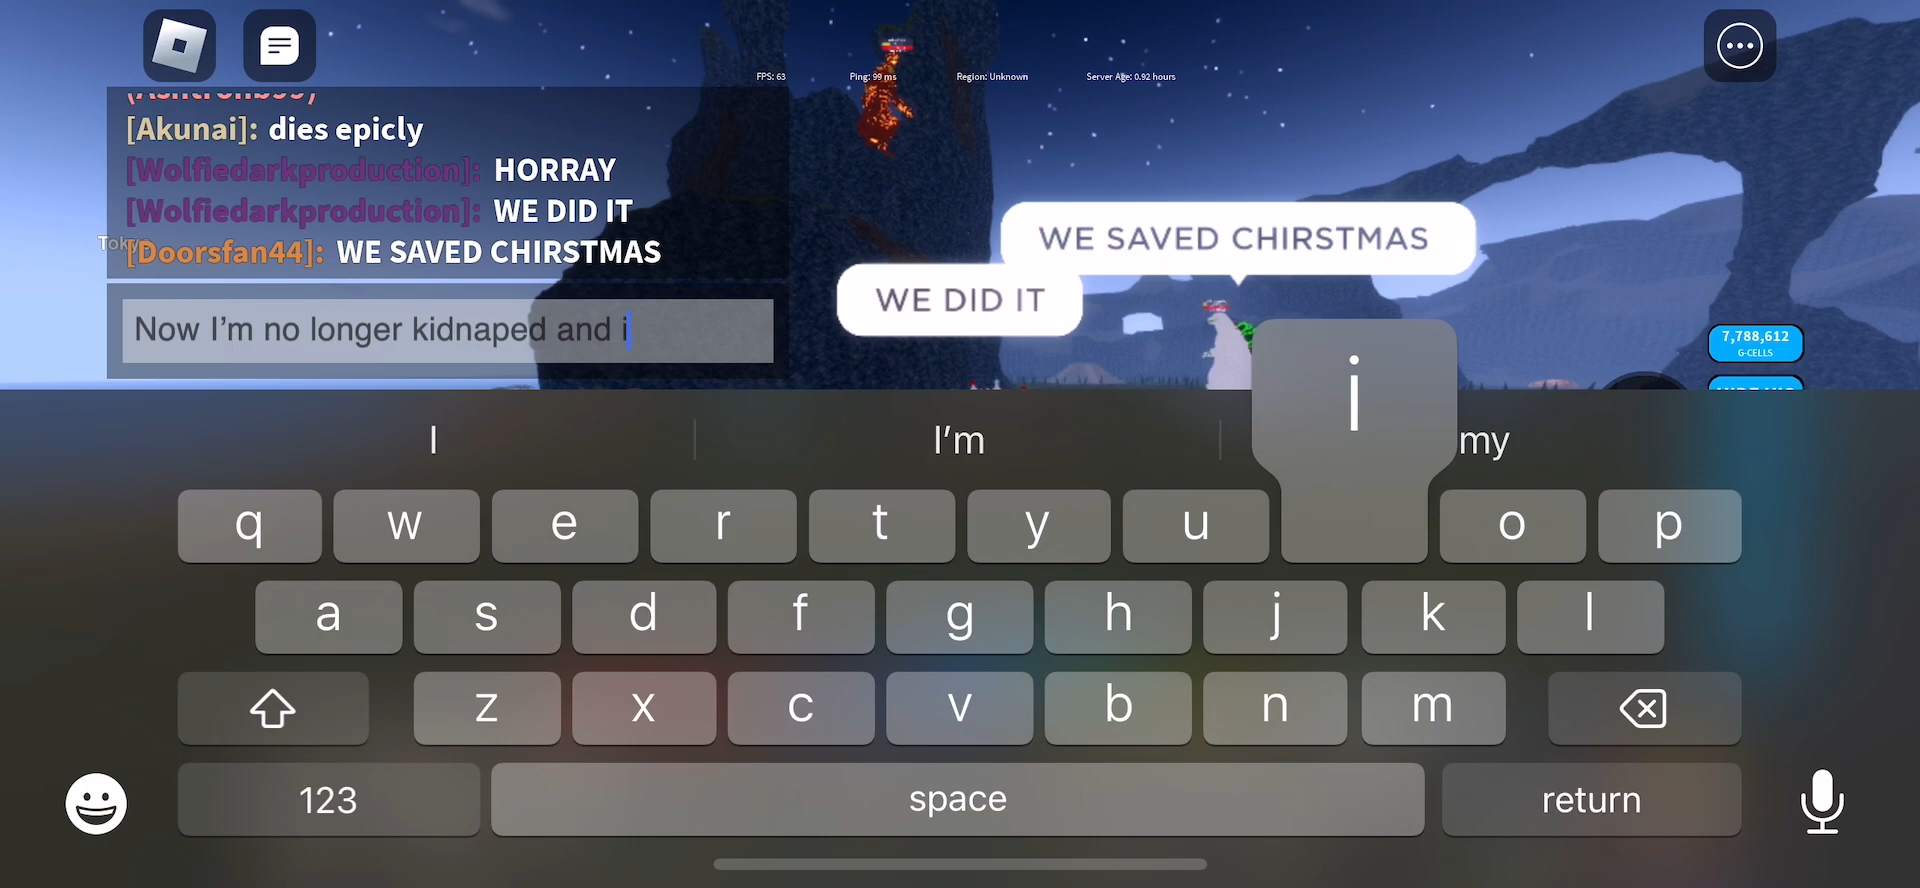 FPS: 63 Ping: 99 ms Region: Unknown Server Age: 0.92 hours
(Ashtronb99)
[Akunai]: dies epicly
[Wolfiedarkproduction]: HORRAY
[Wolfiedarkproduction]: WE DID IT
[Doorsfan44]: WE SAVED CHIRSTMAS
WE SAVED CHIRSTMAS
WE DID IT
Now I'm no longer kidnaped and i
7,788,612
G-CELLS
i
I I'm my
q w e r t y u o p
a s d f g h j k l
z x c v b n m
123 space return